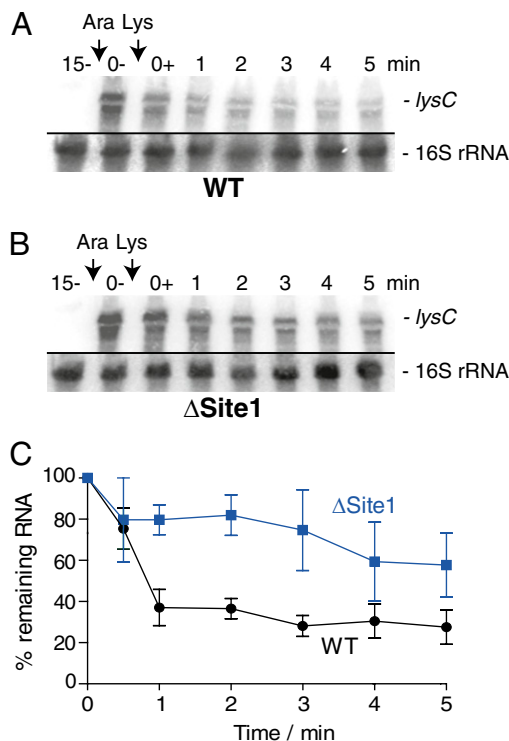 A
Ara Lys
15- 0- 0+ 1 2 3 4 5 min
- lysC
- 16S rRNA
WT
B
Ara Lys
15- 0- 0+ 1 2 3 4 5 min
- lysC
- 16S rRNA
ΔSite1
C
% remaining RNA
100
80
60
40
20
0
ΔSite1
WT
0 1 2 3 4 5
Time / min